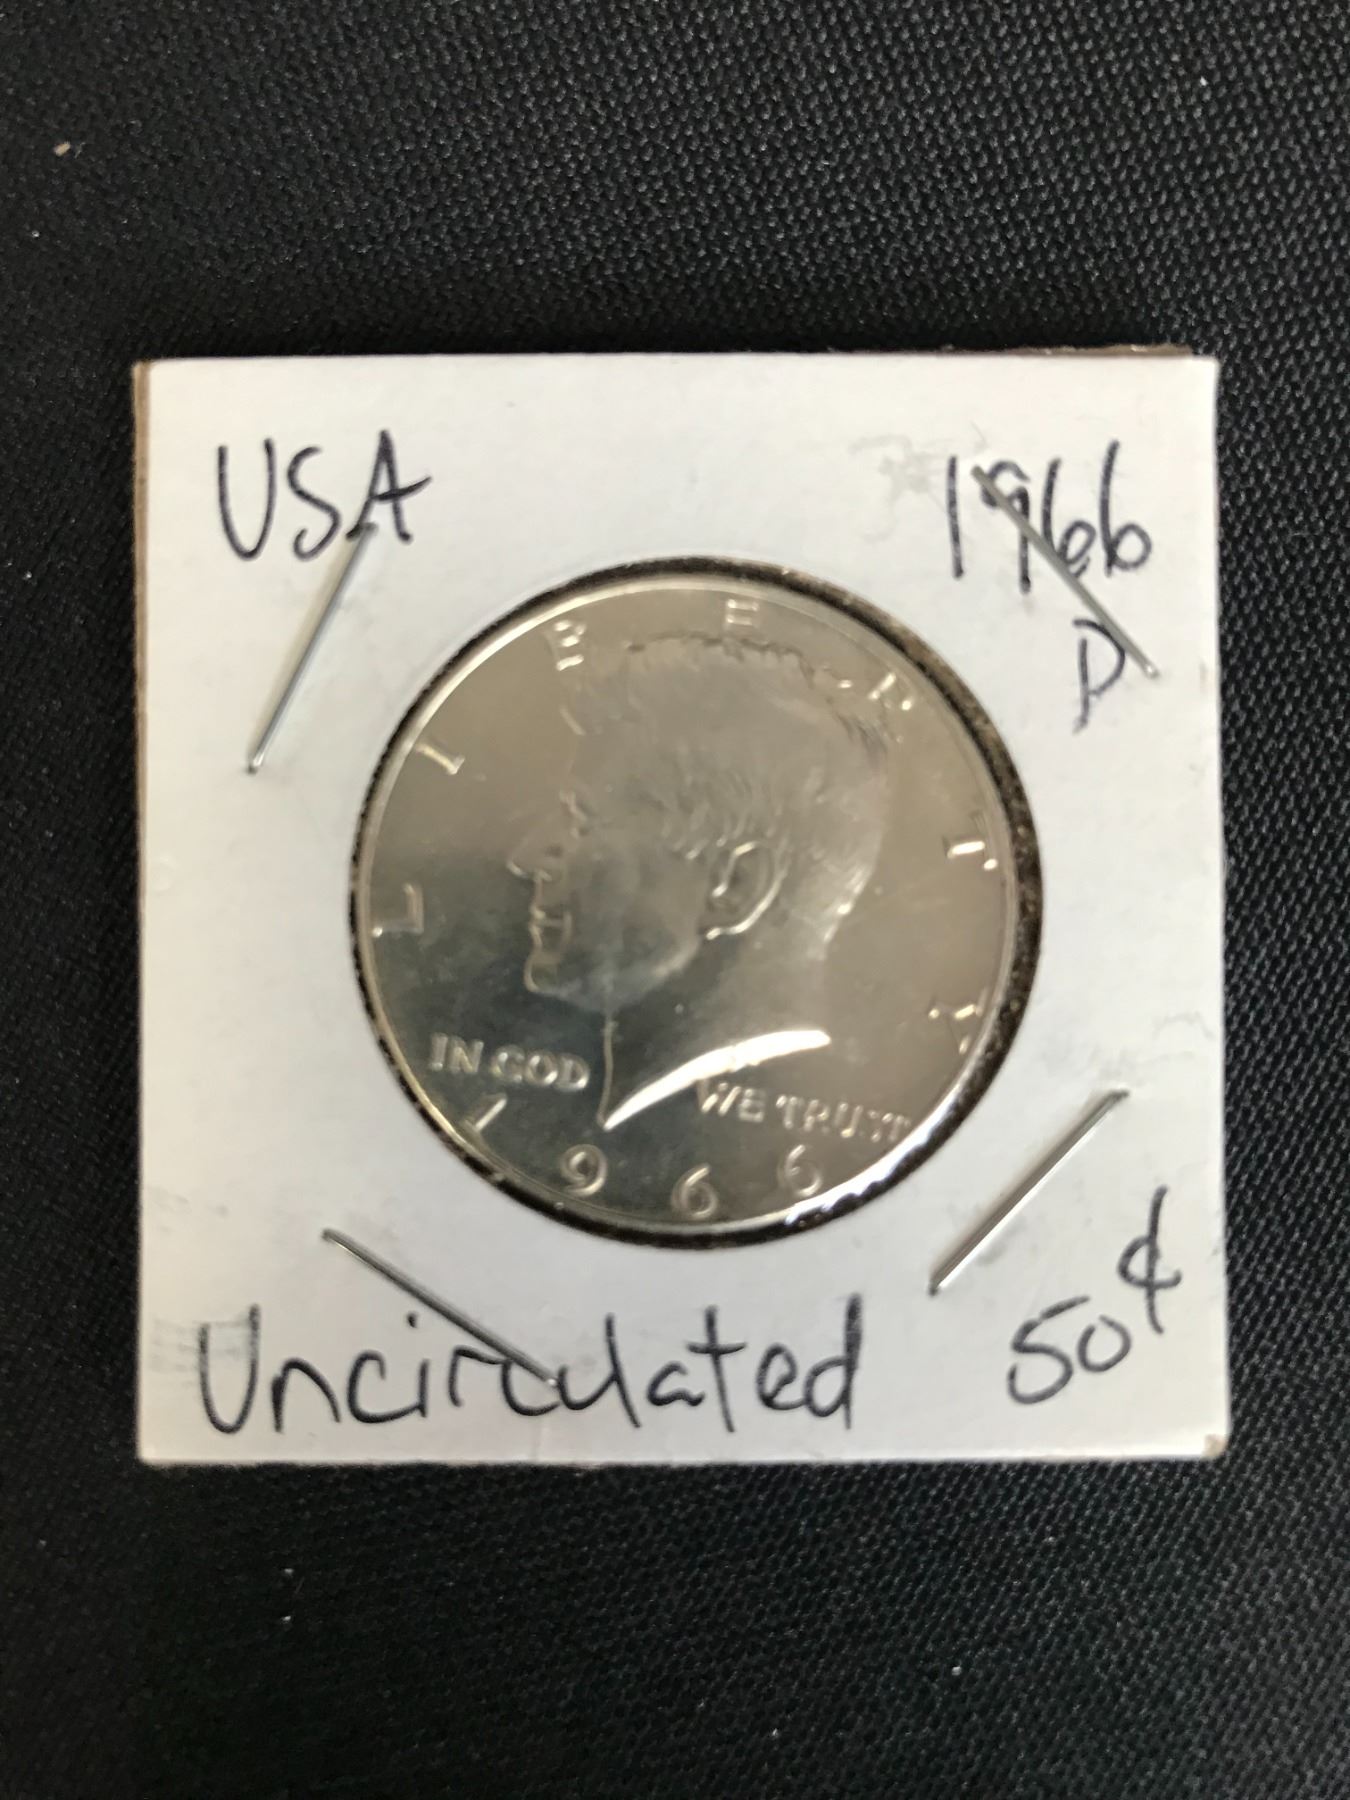 USA
1966
D
LIBERTY
IN GOD WE TRUST
1966
Uncirculated
50¢